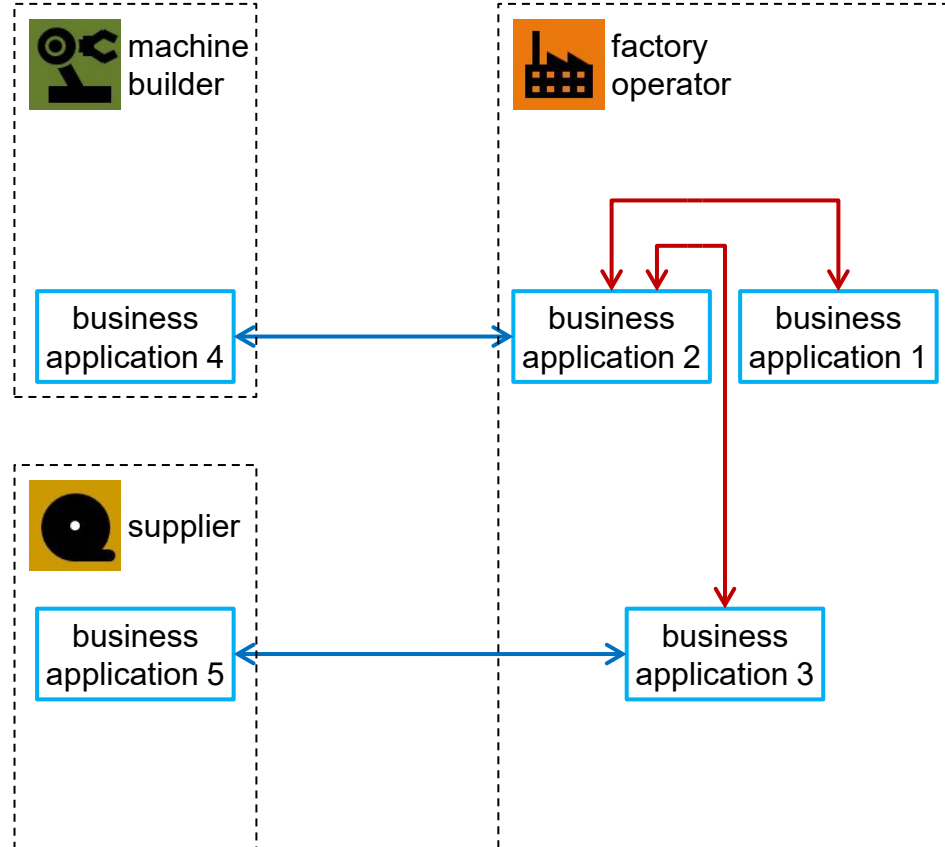 machine
builder
factory
operator
business
application 4
business
application 2
business
application 1
supplier
business
application 5
business
application 3